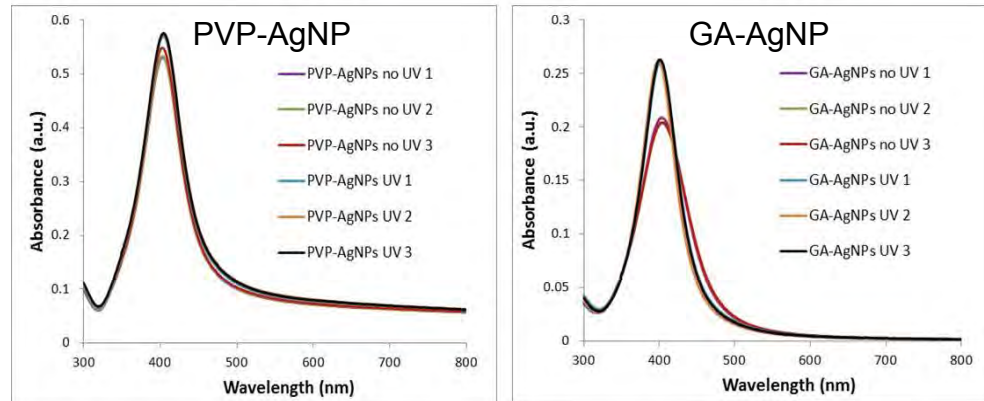 PVP-AgNP
0.6
0.5
0.4
0.3
0.2
0.1
0
Absorbance (a.u.)
PVP-AgNPs no UV 1
PVP-AgNPs no UV 2
PVP-AgNPs no UV 3
PVP-AgNPs UV 1
PVP-AgNPs UV 2
PVP-AgNPs UV 3
300 400 500 600 700 800
Wavelength (nm)
GA-AgNP
0.3
0.25
0.2
0.15
0.1
0.05
0
Absorbance (a.u.)
GA-AgNPs no UV 1
GA-AgNPs no UV 2
GA-AgNPs no UV 3
GA-AgNPs UV 1
GA-AgNPs UV 2
GA-AgNPs UV 3
300 400 500 600 700 800
Wavelength (nm)